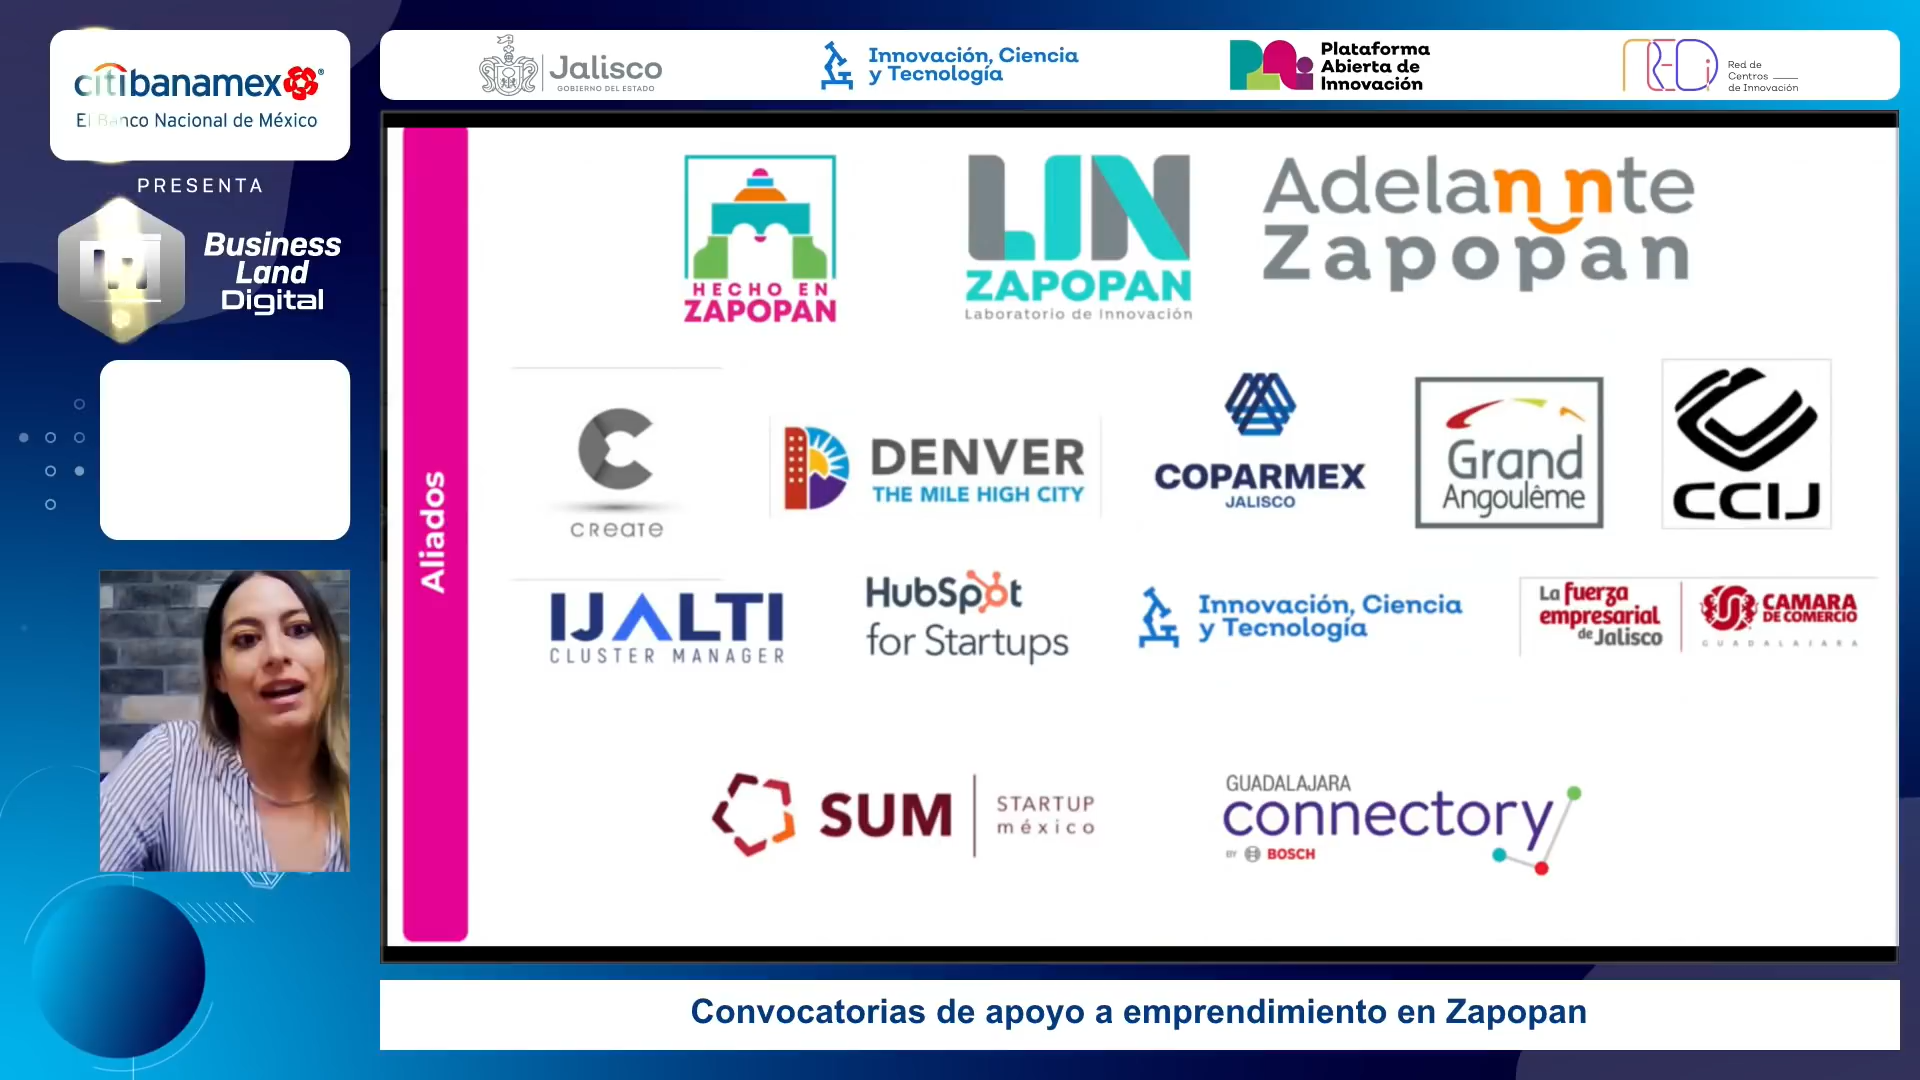 citibanamex
El Banco Nacional de México
PRESENTA
Business
Land
Digital
Jalisco
GOBIERNO DEL ESTADO
Innovación, Ciencia
y Tecnología
Plataforma
Abierta de
Innovación
REDi
Red de
Centros
de Innovación
Aliados
HECHO EN
ZAPOPAN
LIN
ZAPOPAN
Laboratorio de Innovación
Adelannnte
Zapopan
CREATE
DENVER
THE MILE HIGH CITY
COPARMEX
JALISCO
Grand
Angoulême
CCIJ
IJALTI
CLUSTER MANAGER
HubSpot
for Startups
Innovación, Ciencia
y Tecnología
La fuerza
empresarial
de Jalisco
CAMARA
DE COMERCIO
GUADALAJARA
SUM
STARTUP
méxico
GUADALAJARA
connectory
BY BOSCH
Convocatorias de apoyo a emprendimiento en Zapopan